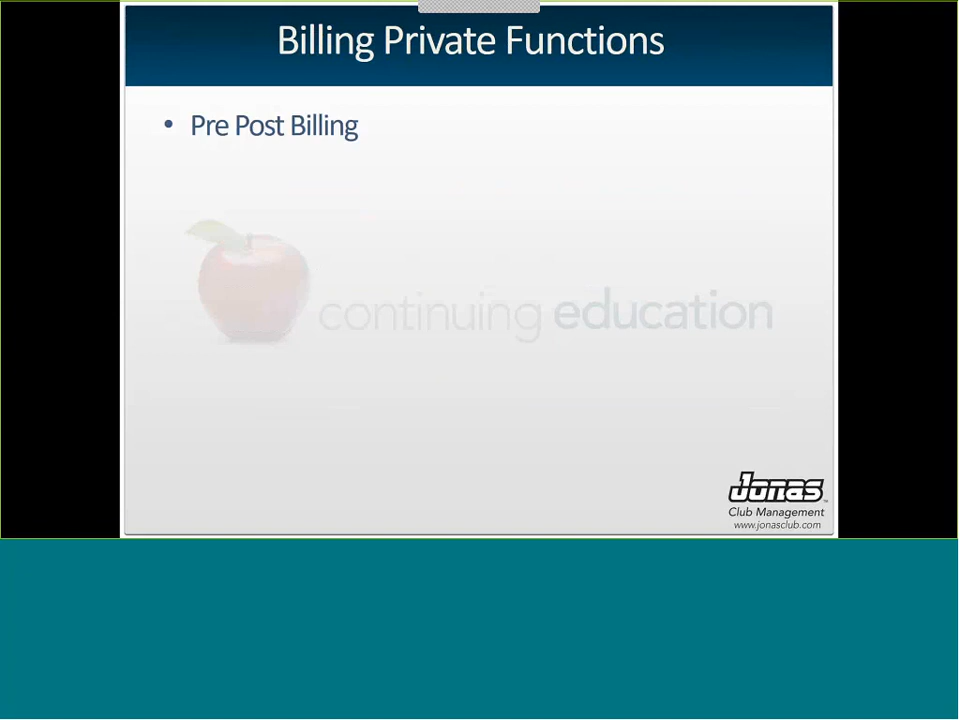 Billing Private Functions
• Pre Post Billing
continuing education
Jonas
Club Management
www.jonasclub.com